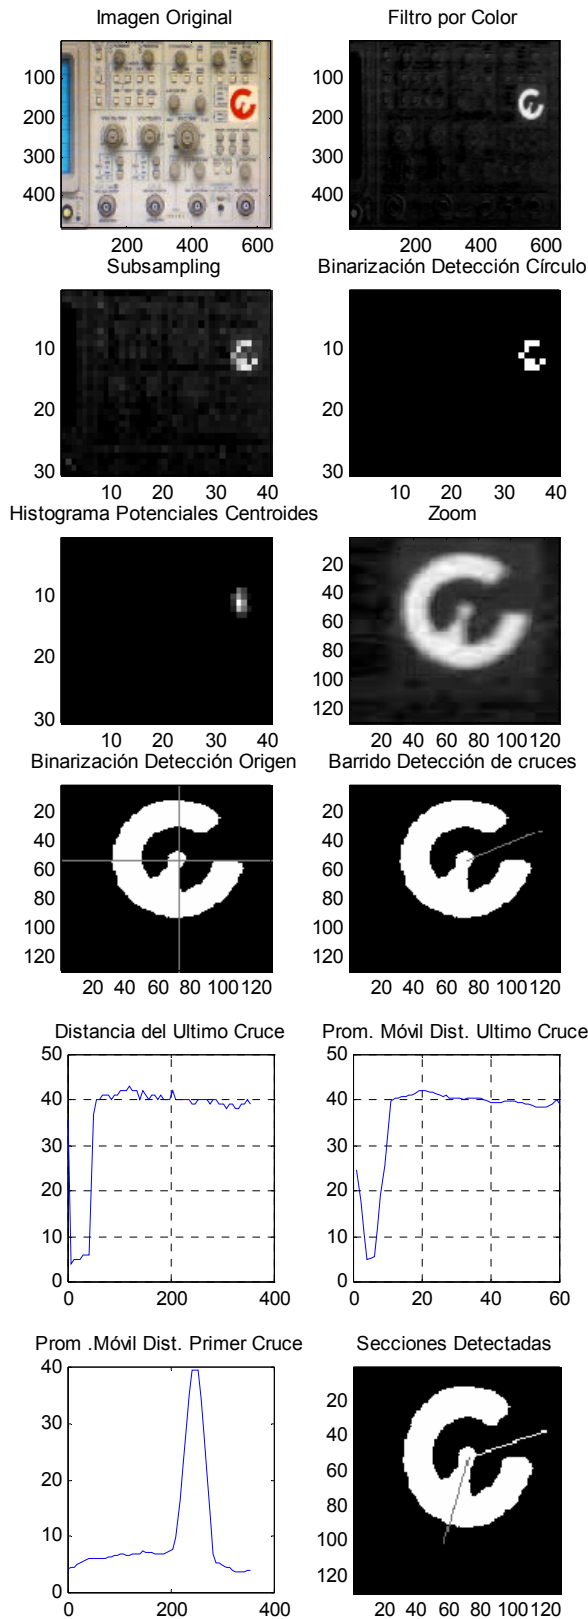 Imagen Original
Filtro por Color
100
200
300
400
200 400 600
100
200
300
400
200 400 600
Subsampling
Binarización Detección Círculo
10
20
30
10 20 30 40
10
20
30
10 20 30 40
Histograma Potenciales Centroides
Zoom
10
20
30
10 20 30 40
20
40
60
80
100
120
20 40 60 80 100 120
Binarización Detección Origen
Barrido Detección de cruces
20
40
60
80
100
120
20 40 60 80 100 120
20
40
60
80
100
120
20 40 60 80 100 120
Distancia del Ultimo Cruce
Prom. Móvil Dist. Ultimo Cruce
50
40
30
20
10
0
0 200 400
50
40
30
20
10
0
0 20 40 60
Prom .Móvil Dist. Primer Cruce
Secciones Detectadas
40
30
20
10
0
0 200 400
20
40
60
80
100
120
20 40 60 80 100 120